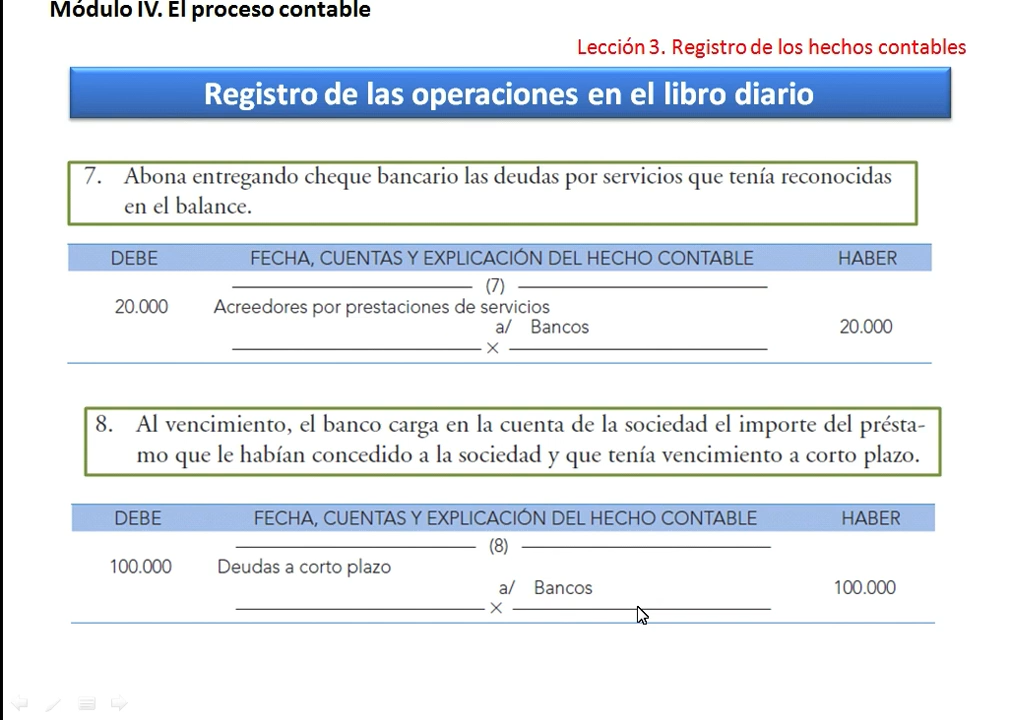 Módulo IV. El proceso contable
Lección 3. Registro de los hechos contables
Registro de las operaciones en el libro diario
7. Abona entregando cheque bancario las deudas por servicios que tenía reconocidas
en el balance.
DEBE FECHA, CUENTAS Y EXPLICACIÓN DEL HECHO CONTABLE HABER
(7)
20.000 Acreedores por prestaciones de servicios
a/ Bancos 20.000
×
8. Al vencimiento, el banco carga en la cuenta de la sociedad el importe del présta-
mo que le habían concedido a la sociedad y que tenía vencimiento a corto plazo.
DEBE FECHA, CUENTAS Y EXPLICACIÓN DEL HECHO CONTABLE HABER
(8)
100.000 Deudas a corto plazo
a/ Bancos 100.000
×